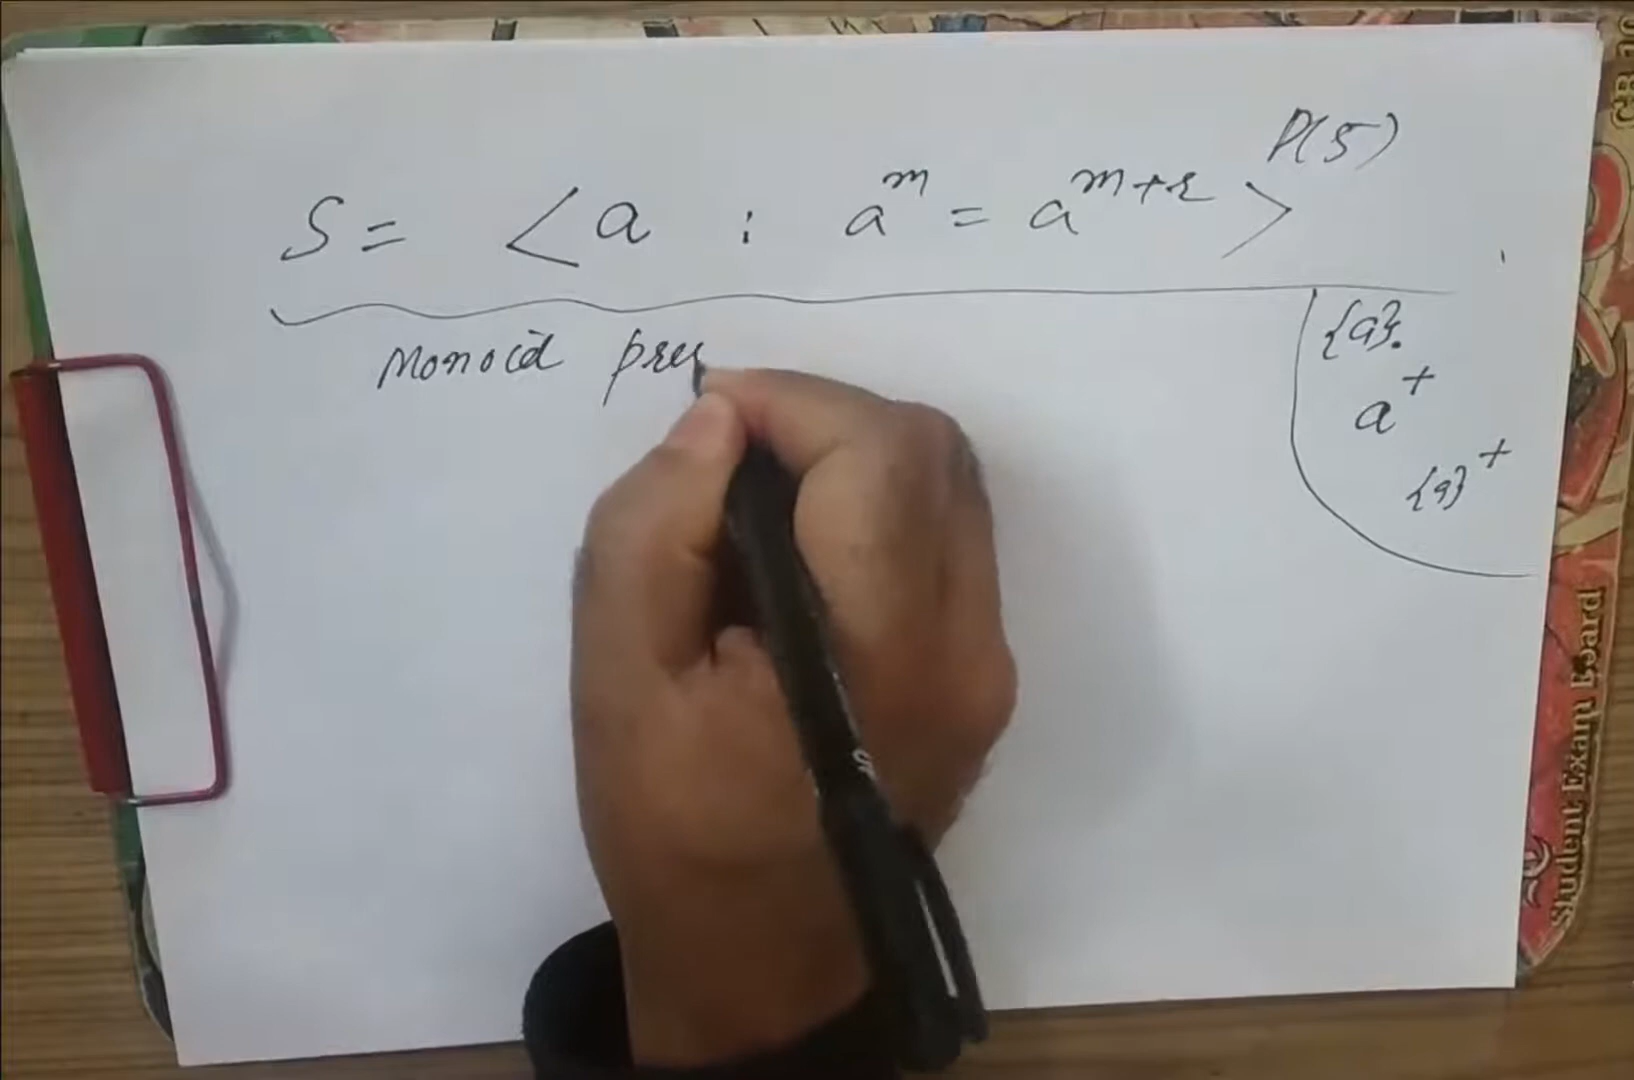 P(S)
S = < a : a^m = a^{m+r} >
Monoid pres
{a}.
a^+
{a}^+
Student Exam Board